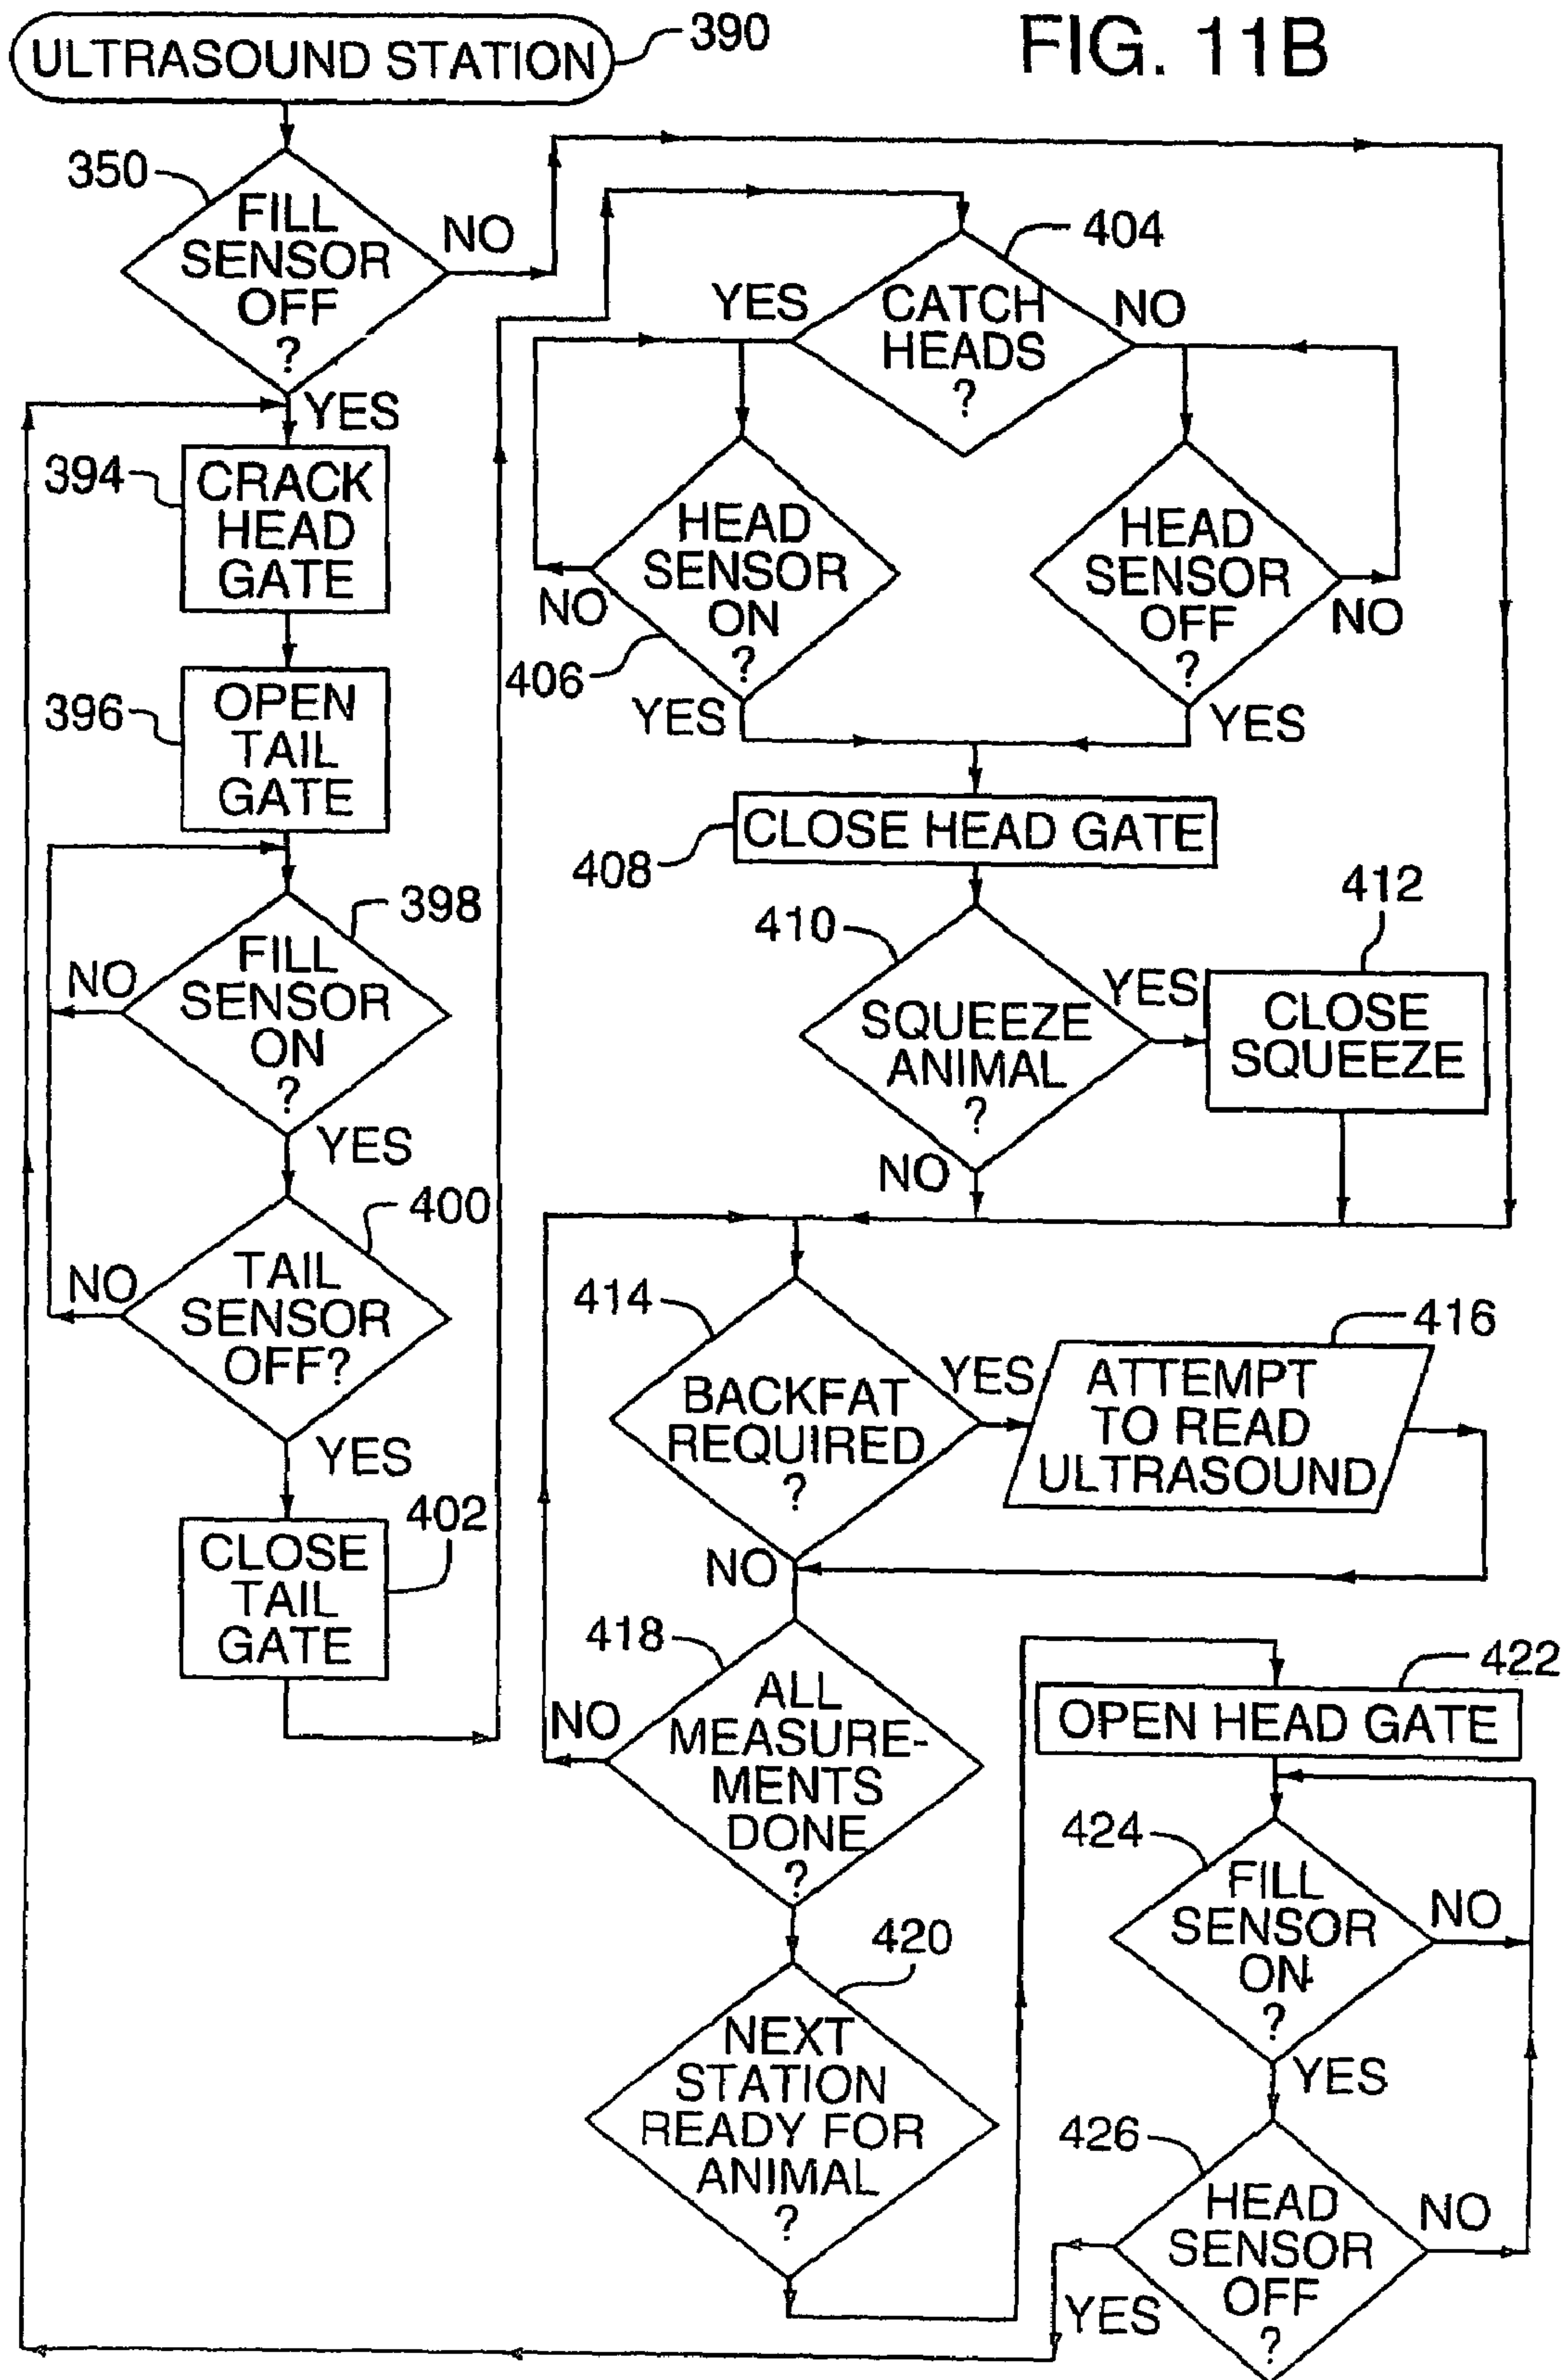 FIG. 11B
ULTRASOUND STATION
390
350
FILL
SENSOR
OFF
?
NO
YES
394
CRACK
HEAD
GATE
396
OPEN
TAIL
GATE
398
FILL
SENSOR
ON
?
NO
YES
400
TAIL
SENSOR
OFF?
NO
YES
402
CLOSE
TAIL
GATE
404
CATCH
HEADS
?
YES
NO
HEAD
SENSOR
ON
?
NO
406
YES
HEAD
SENSOR
OFF
?
NO
YES
CLOSE HEAD GATE
408
410
SQUEEZE
ANIMAL
?
YES
NO
412
CLOSE
SQUEEZE
414
BACKFAT
REQUIRED
?
YES
NO
416
ATTEMPT
TO READ
ULTRASOUND
418
ALL
MEASURE-
MENTS
DONE
?
NO
420
NEXT
STATION
READY FOR
ANIMAL
?
422
OPEN HEAD GATE
424
FILL
SENSOR
ON
?
NO
YES
426
HEAD
SENSOR
OFF
?
NO
YES